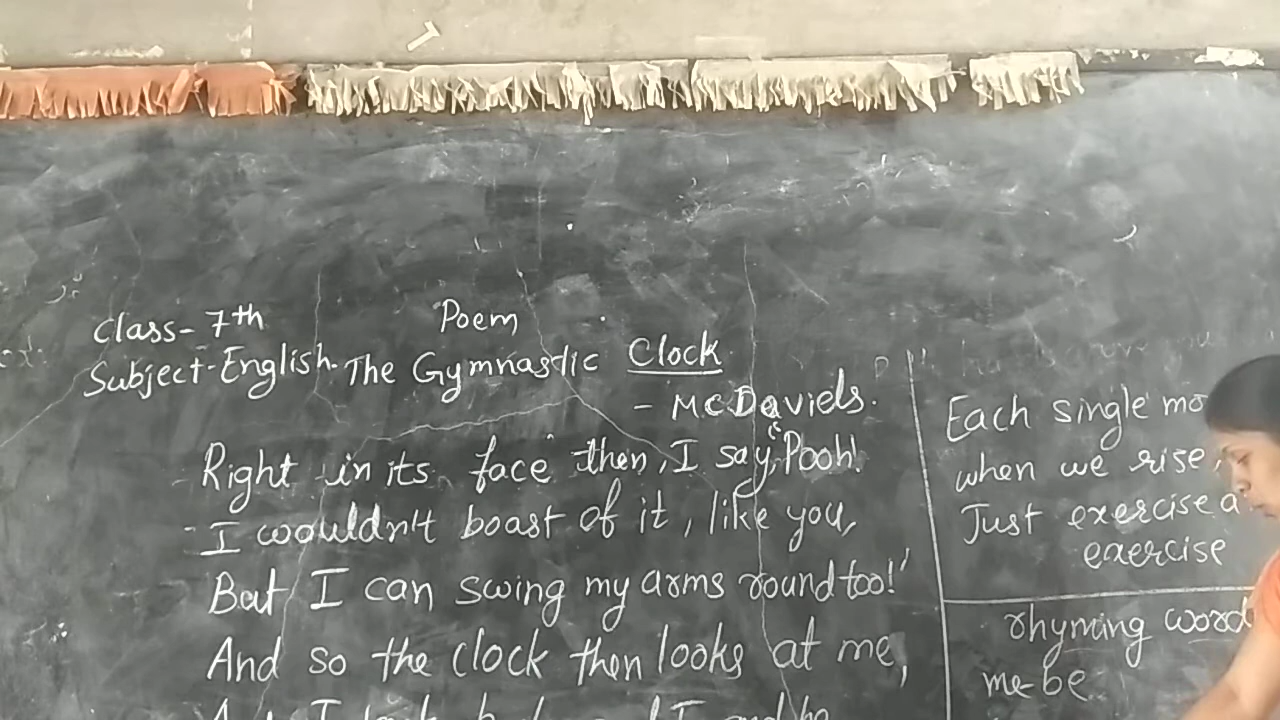 Class- 7th
Poem
Subject-English. The Gymnastic Clock
- McDaviels.
Right in its face then, I say, "Pooh!
I wouldn't boast of it, like you,
But I can swing my arms round too!'
And so the clock then looks at me,
Each single
when we rise,
Just exercise
exercise
rhyming word
me-be